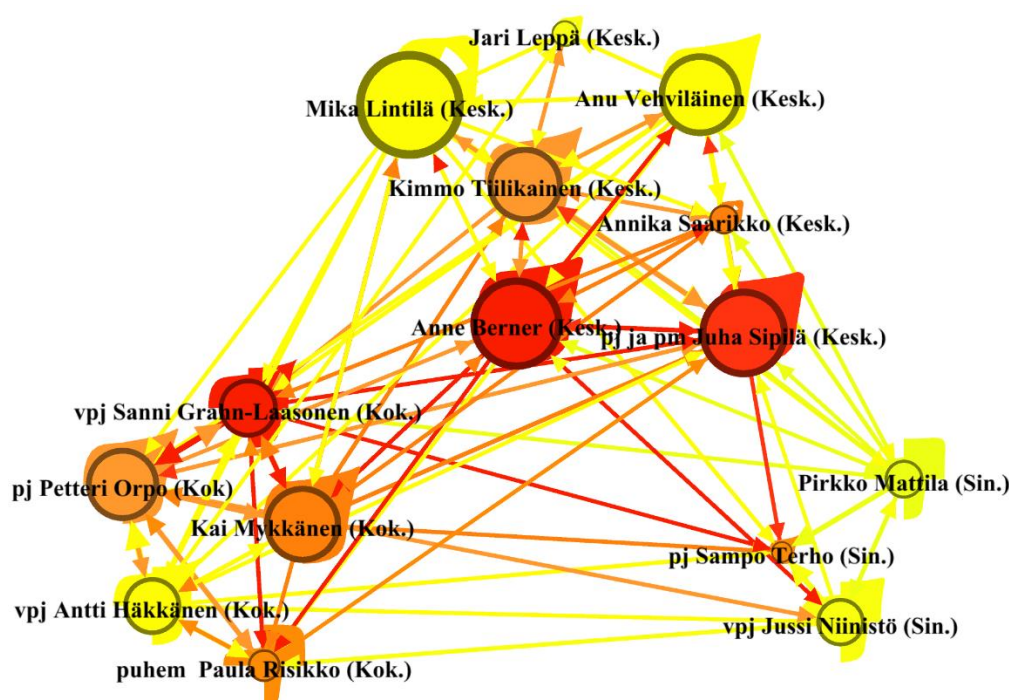 Jari Leppä (Kesk.)
Mika Lintilä (Kesk.)
Anu Vehviläinen (Kesk.)
Kimmo Tiilikainen (Kesk.)
Annika Saarikko (Kesk.)
Anne Berner (Kesk.)
pj ja pm Juha Sipilä (Kesk.)
vpj Sanni Grahn-Laasonen (Kok.)
pj Petteri Orpo (Kok)
Pirkko Mattila (Sin.)
Kai Mykkänen (Kok.)
pj Sampo Terho (Sin.)
vpj Antti Häkkänen (Kok.)
vpj Jussi Niinistö (Sin.)
puhem Paula Risikko (Kok.)